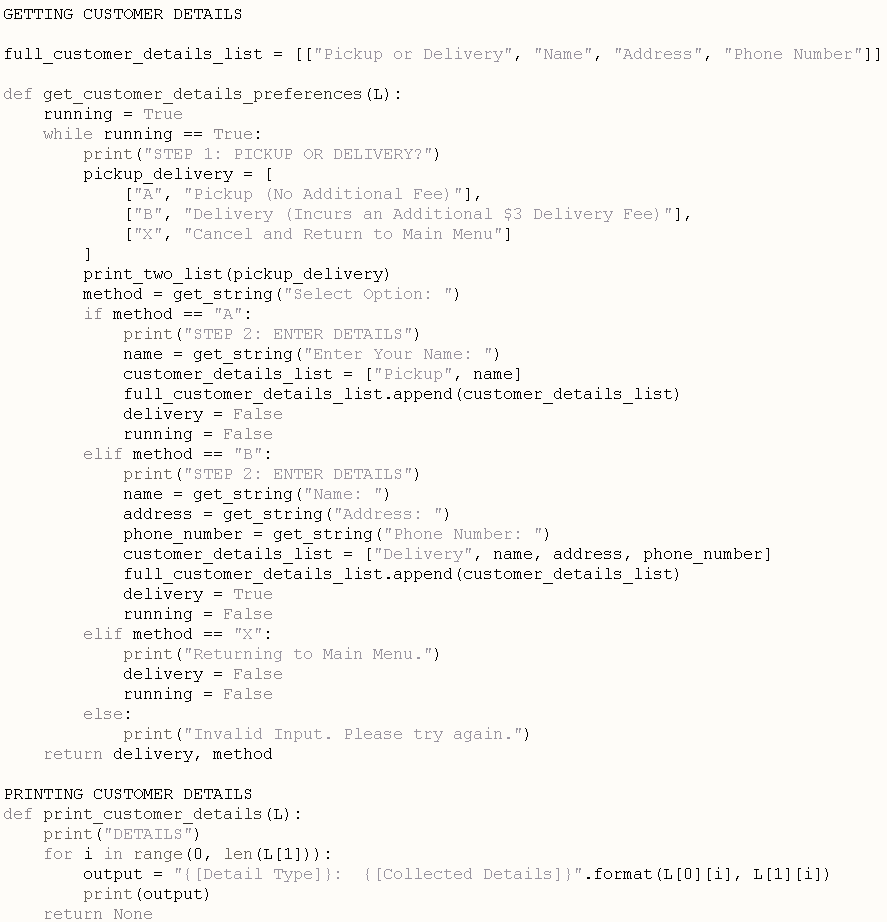 GETTING CUSTOMER DETAILS

full_customer_details_list = [["Pickup or Delivery", "Name", "Address", "Phone Number"]]

def get_customer_details_preferences(L):
    running = True
    while running == True:
        print("STEP 1: PICKUP OR DELIVERY?")
        pickup_delivery = [
            ["A", "Pickup (No Additional Fee)"],
            ["B", "Delivery (Incurs an Additional $3 Delivery Fee)"],
            ["X", "Cancel and Return to Main Menu"]
        ]
        print_two_list(pickup_delivery)
        method = get_string("Select Option: ")
        if method == "A":
            print("STEP 2: ENTER DETAILS")
            name = get_string("Enter Your Name: ")
            customer_details_list = ["Pickup", name]
            full_customer_details_list.append(customer_details_list)
            delivery = False
            running = False
        elif method == "B":
            print("STEP 2: ENTER DETAILS")
            name = get_string("Name: ")
            address = get_string("Address: ")
            phone_number = get_string("Phone Number: ")
            customer_details_list = ["Delivery", name, address, phone_number]
            full_customer_details_list.append(customer_details_list)
            delivery = True
            running = False
        elif method == "X":
            print("Returning to Main Menu.")
            delivery = False
            running = False
        else:
            print("Invalid Input. Please try again.")
    return delivery, method

PRINTING CUSTOMER DETAILS
def print_customer_details(L):
    print("DETAILS")
    for i in range(0, len(L[1])):
        output = "{[Detail Type]}:  {[Collected Details]}".format(L[0][i], L[1][i])
        print(output)
    return None